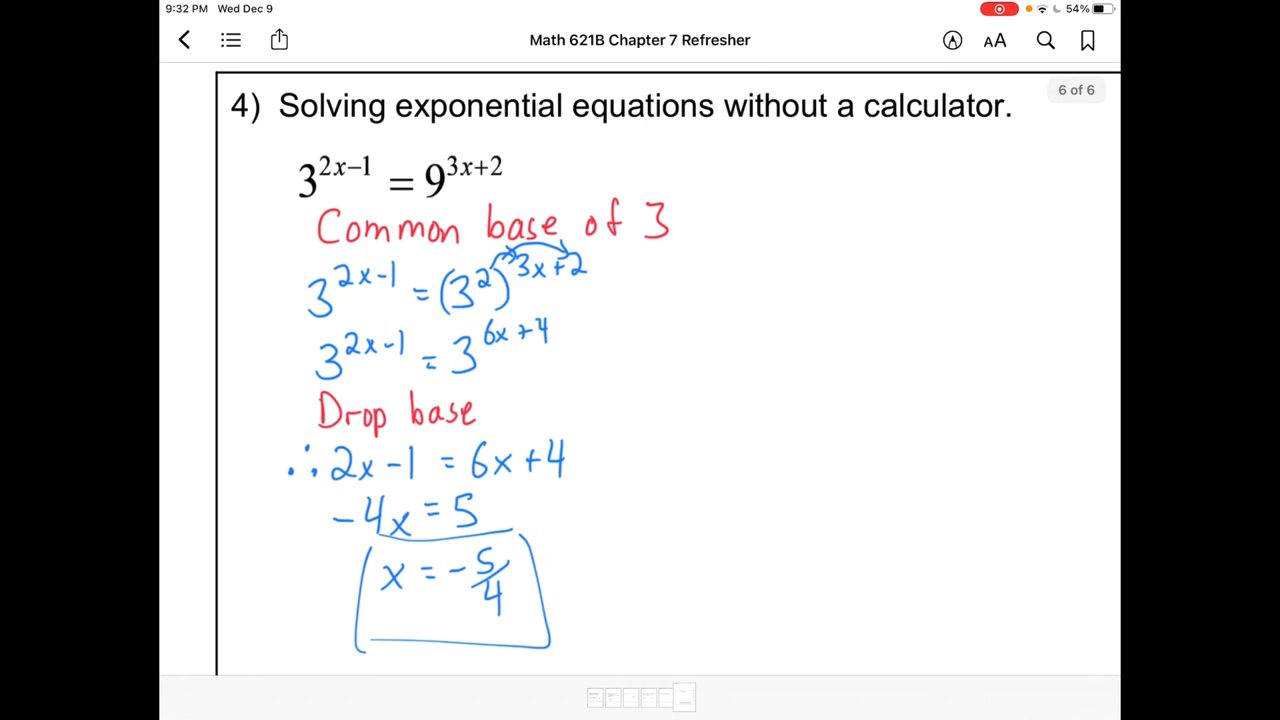 9:32 PM Wed Dec 9 54%
Math 621B Chapter 7 Refresher AA
6 of 6
4) Solving exponential equations without a calculator.
3^{2x−1} = 9^{3x+2}
Common base of 3
3^{2x-1} = (3^2)^{3x+2}
3^{2x-1} = 3^{6x+4}
Drop base
∴ 2x-1 = 6x+4
-4x = 5
x = -5/4